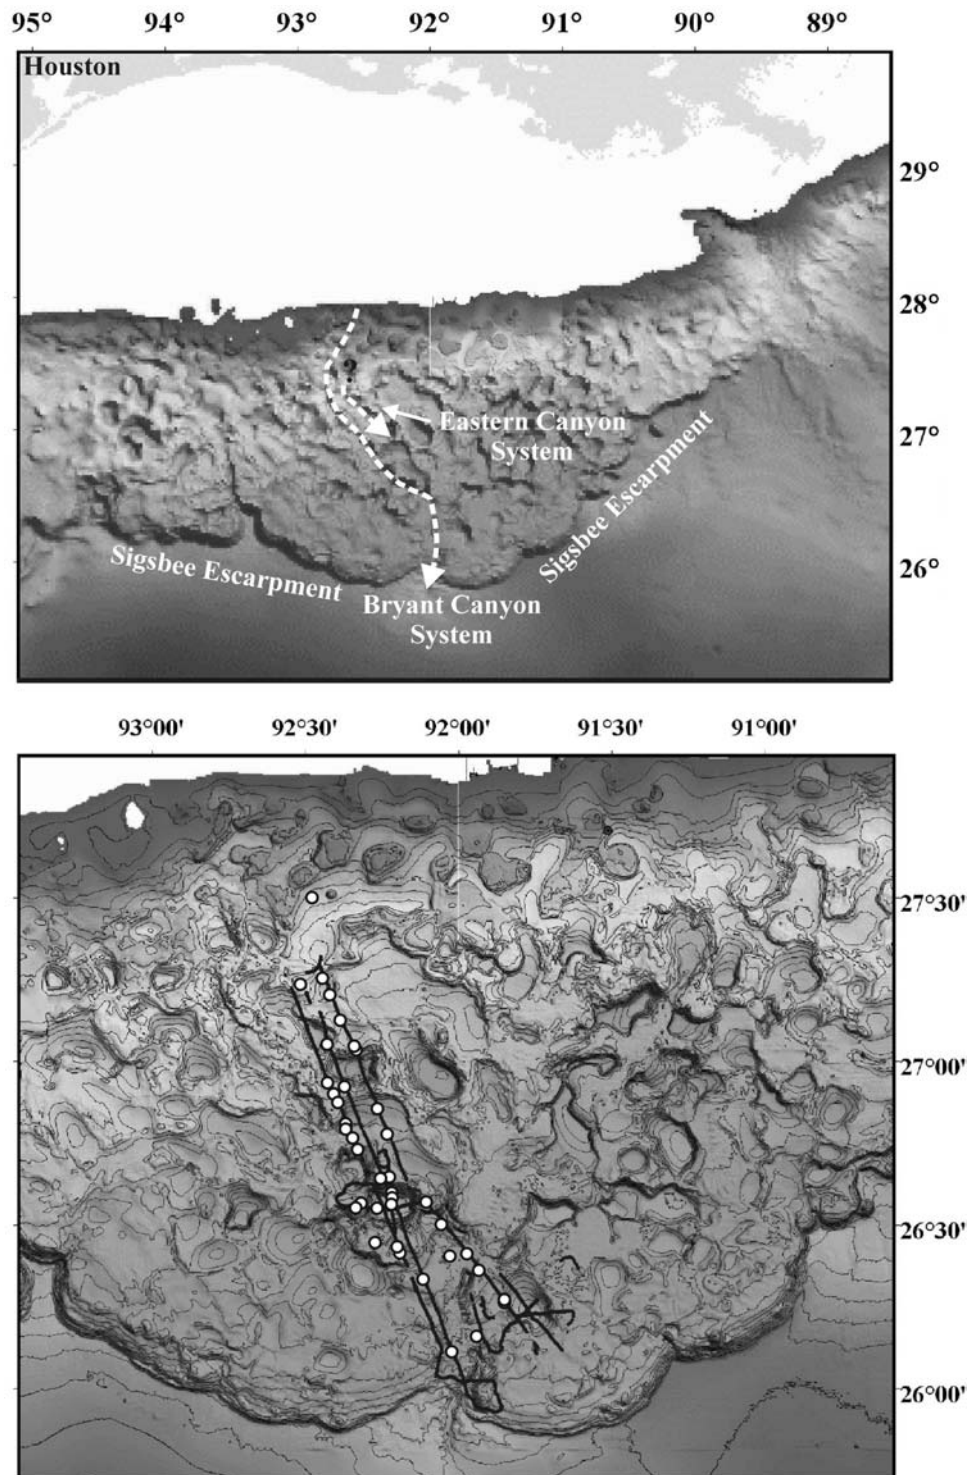 95° 94° 93° 92° 91° 90° 89°
Houston
29°
28°
?
Eastern Canyon
System
27°
Sigsbee Escarpment
26°
Sigsbee Escarpment
Bryant Canyon
System
93°00' 92°30' 92°00' 91°30' 91°00'
27°30'
27°00'
26°30'
26°00'